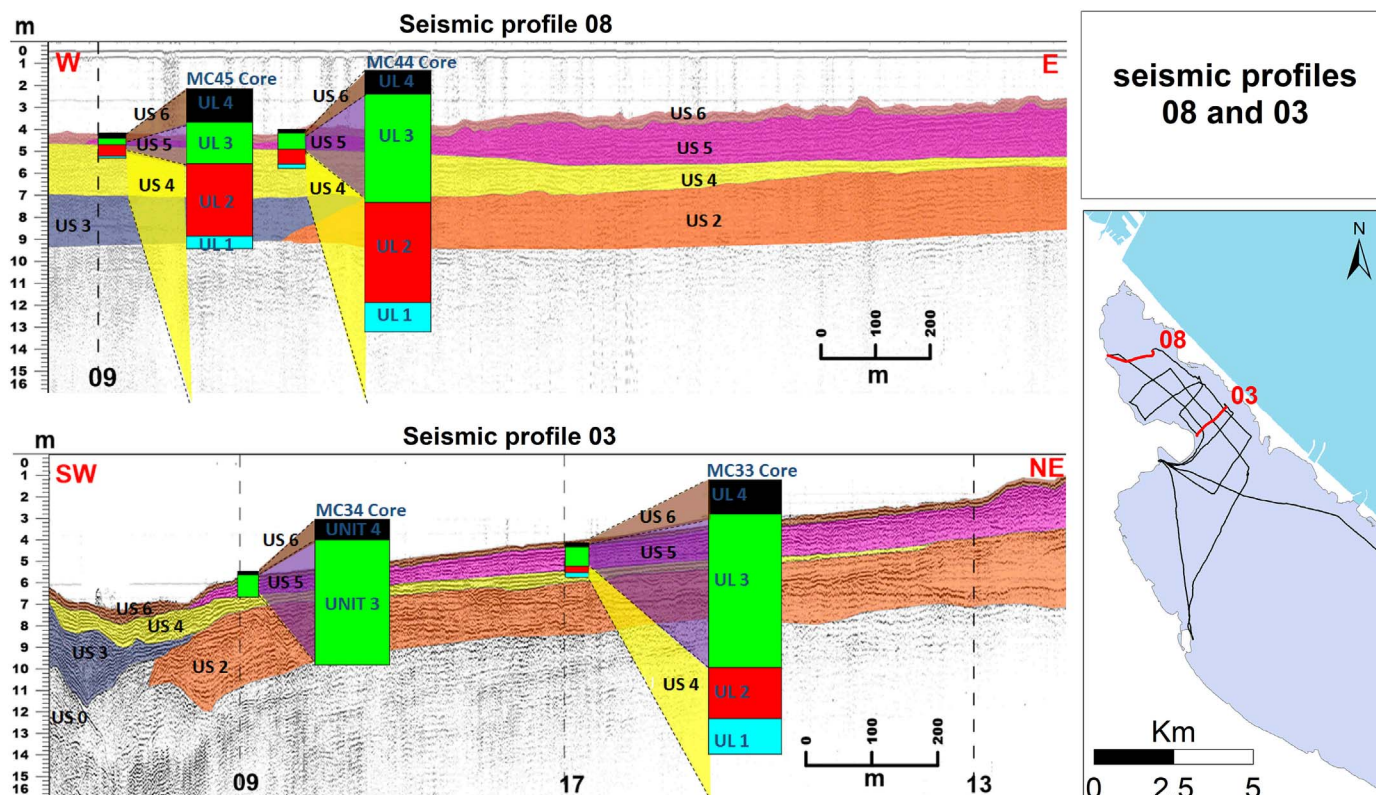 m
Seismic profile 08
0
1
2
3
4
5
6
7
8
9
10
11
12
13
14
15
16
W
E
MC45 Core
MC44 Core
US 6
UL 4
US 6
UL 4
US 6
US 5
UL 3
US 5
UL 3
US 5
US 4
US 4
US 4
US 3
UL 2
US 2
UL 1
UL 2
UL 1
0
100
200
m
09
m
Seismic profile 03
0
1
2
3
4
5
6
7
8
9
10
11
12
13
14
15
16
SW
NE
MC34 Core
MC33 Core
US 6
UNIT 4
US 6
UL 4
US 5
US 5
UL 3
US 6
UNIT 3
US 4
US 3
US 2
US 4
UL 2
US 0
UL 1
0
100
200
m
09
17
13
seismic profiles
08 and 03
N
08
03
Km
0 2.5 5